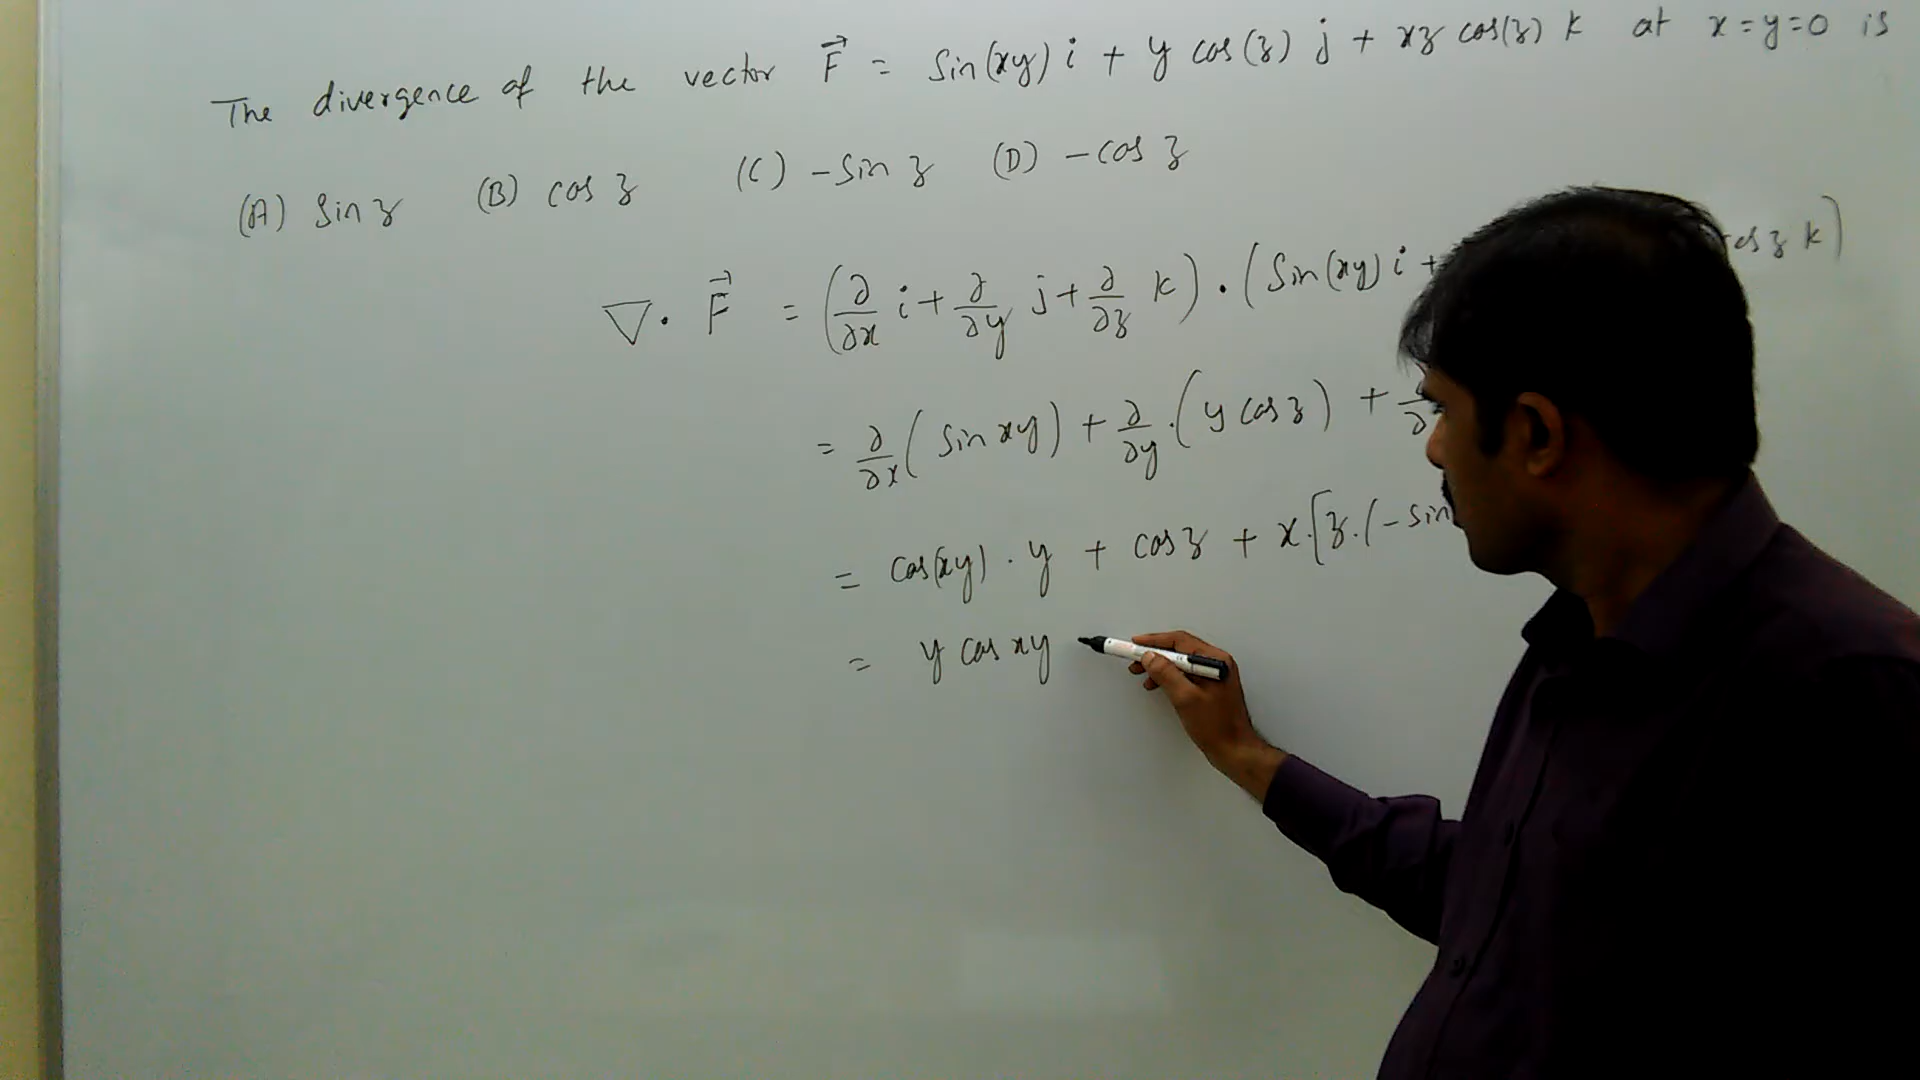 The divergence of the vector F⃗ = sin(xy) i + y cos(z) j + xz cos(z) k at x = y = 0 is
(A) sin z (B) cos z (C) -sin z (D) -cos z
∇ · F⃗ = (∂/∂x i + ∂/∂y j + ∂/∂z k) · (sin(xy) i + cos z k)
= ∂/∂x (sin xy) + ∂/∂y · (y cos z) +
= cos(xy) · y + cos z + x · [z · (-sin
= y cos xy